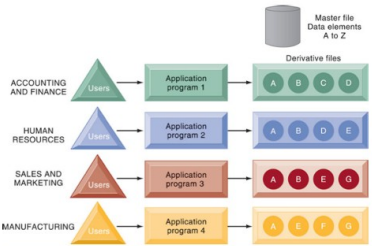 Master file
Data elements
A to Z
Derivative files
ACCOUNTING
AND FINANCE
Users
Application
program 1
A B C D
HUMAN
RESOURCES
Users
Application
program 2
A B D E
SALES AND
MARKETING
Users
Application
program 3
A B E G
MANUFACTURING
Users
Application
program 4
A E F G